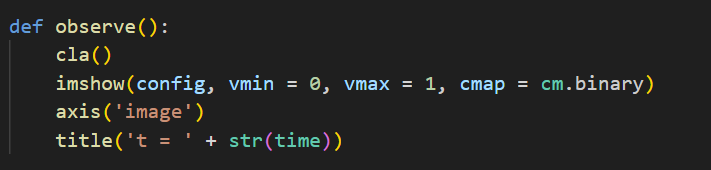 def observe():
    cla()
    imshow(config, vmin = 0, vmax = 1, cmap = cm.binary)
    axis('image')
    title('t = ' + str(time))